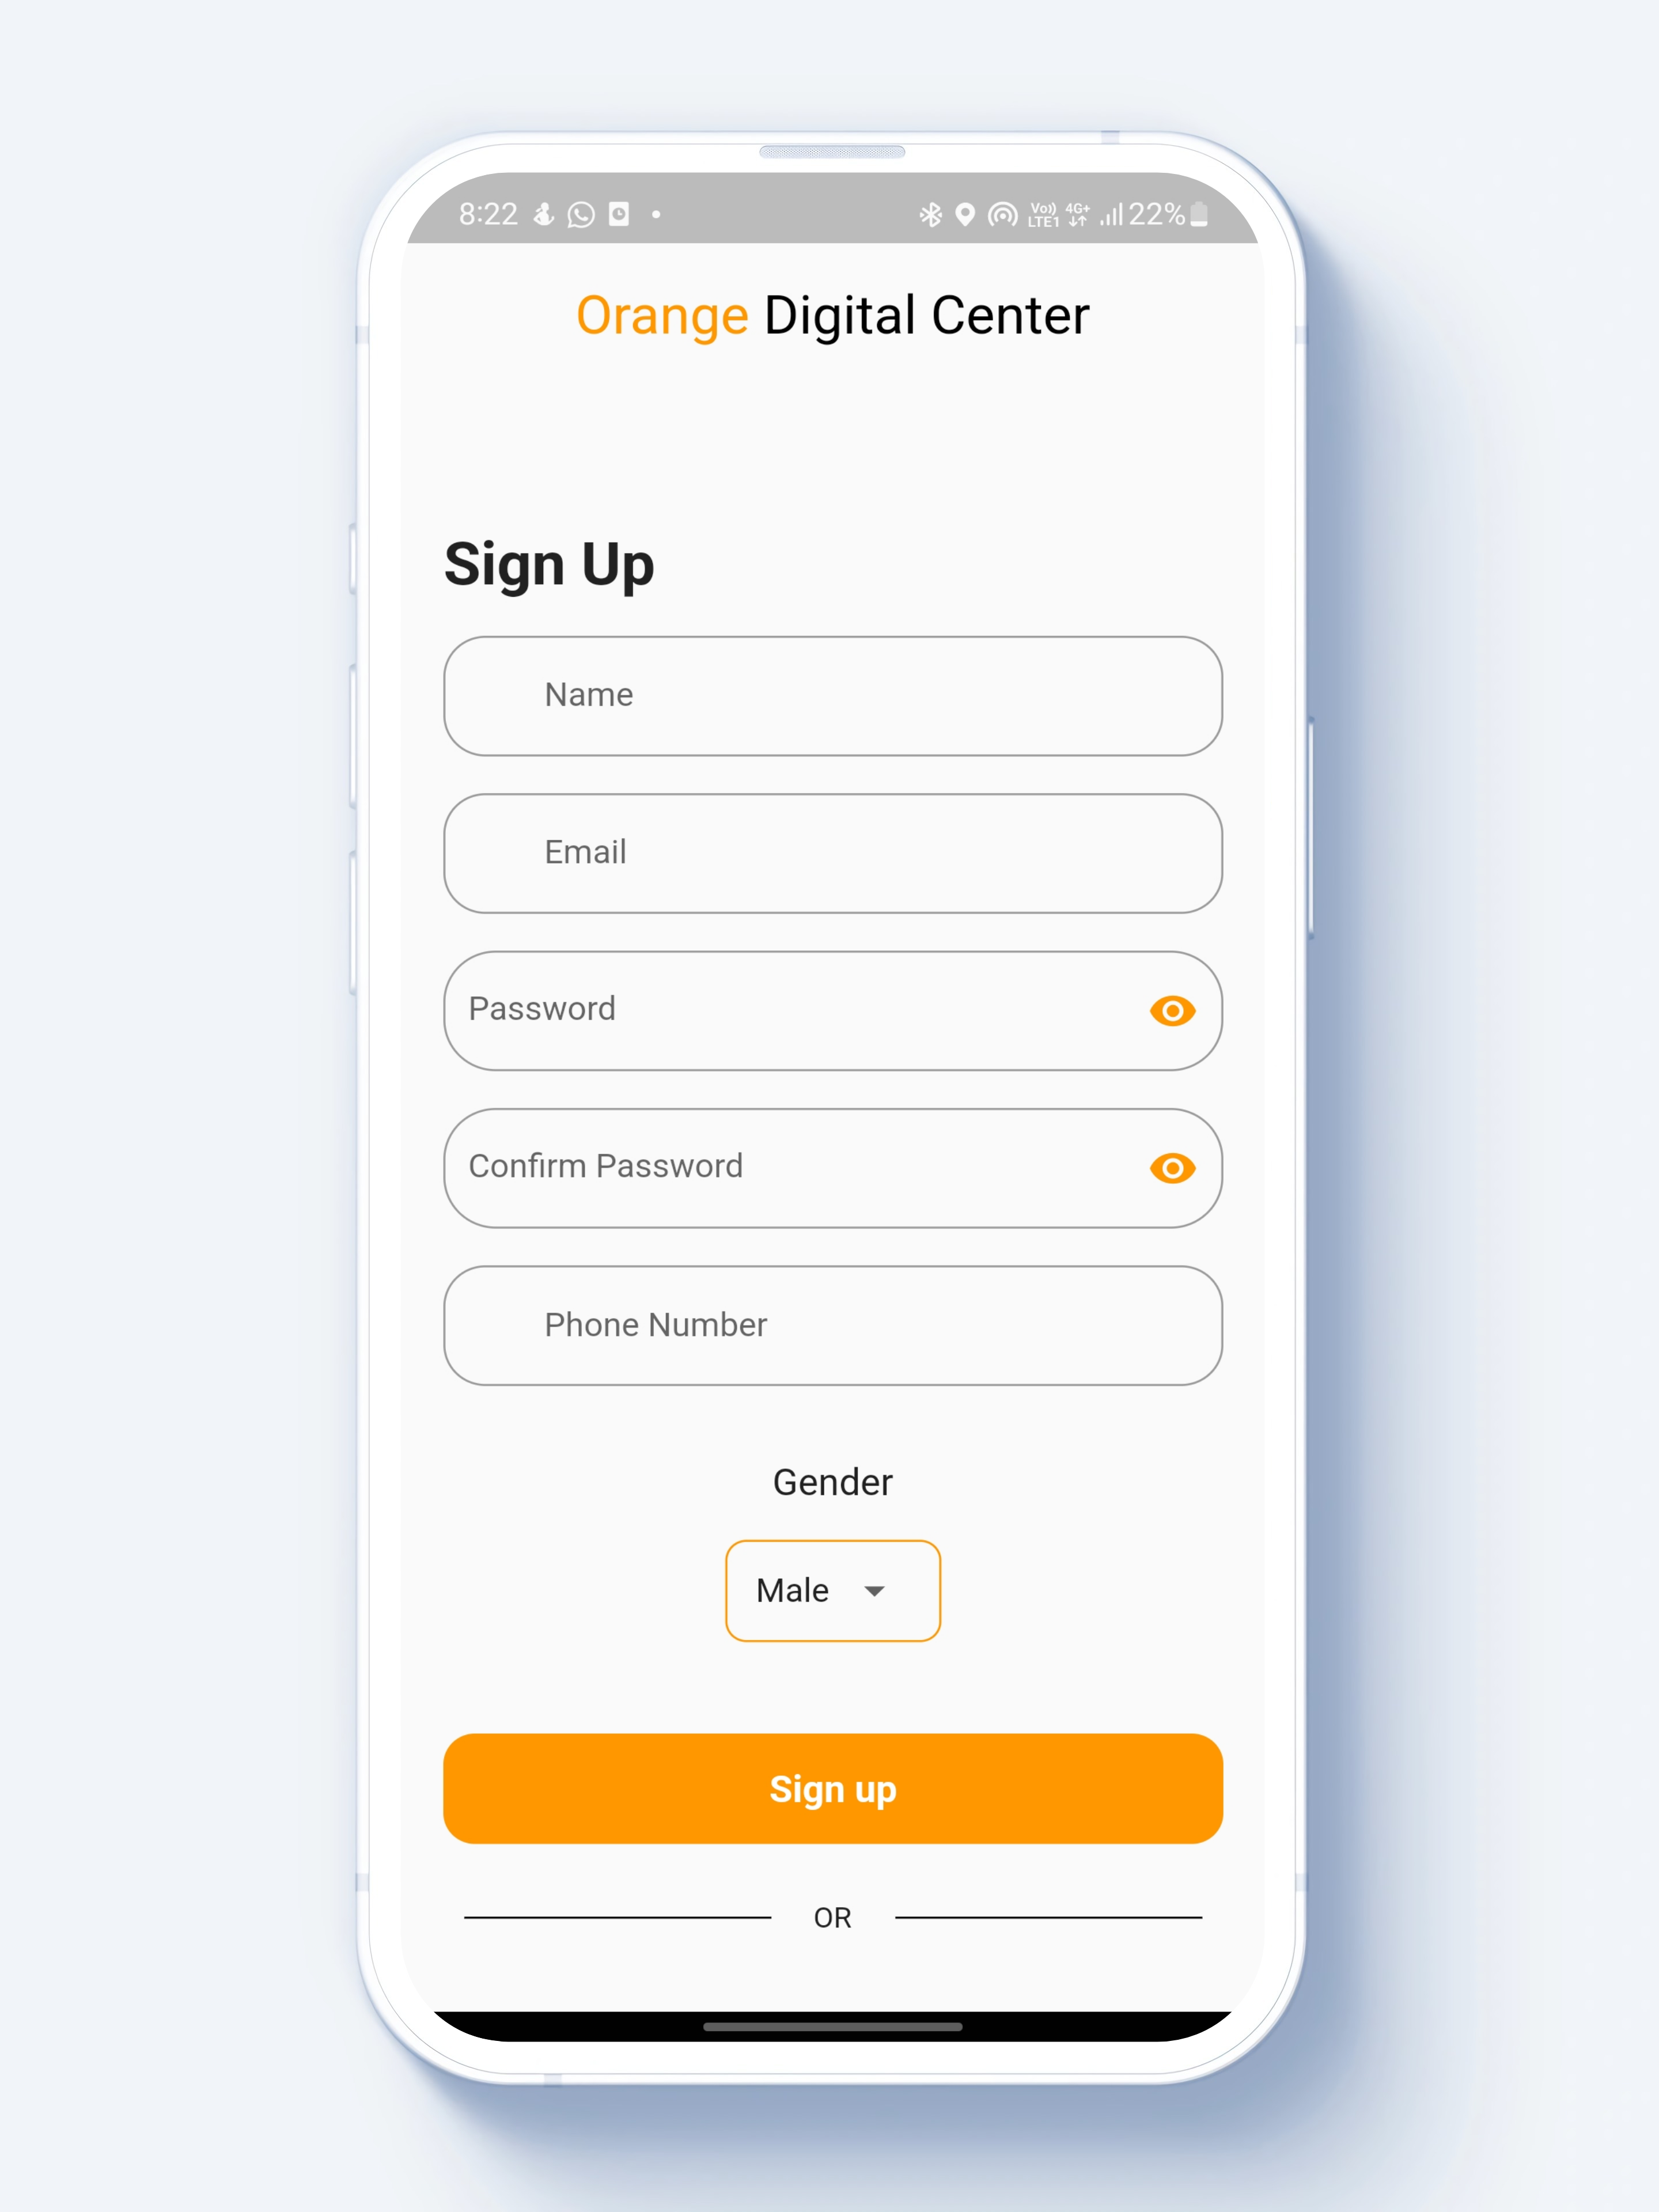 8:22 Vo)) LTE1 4G+ 22%
Orange Digital Center
Sign Up
Name
Email
Password
Confirm Password
Phone Number
Gender
Male
Sign up
OR